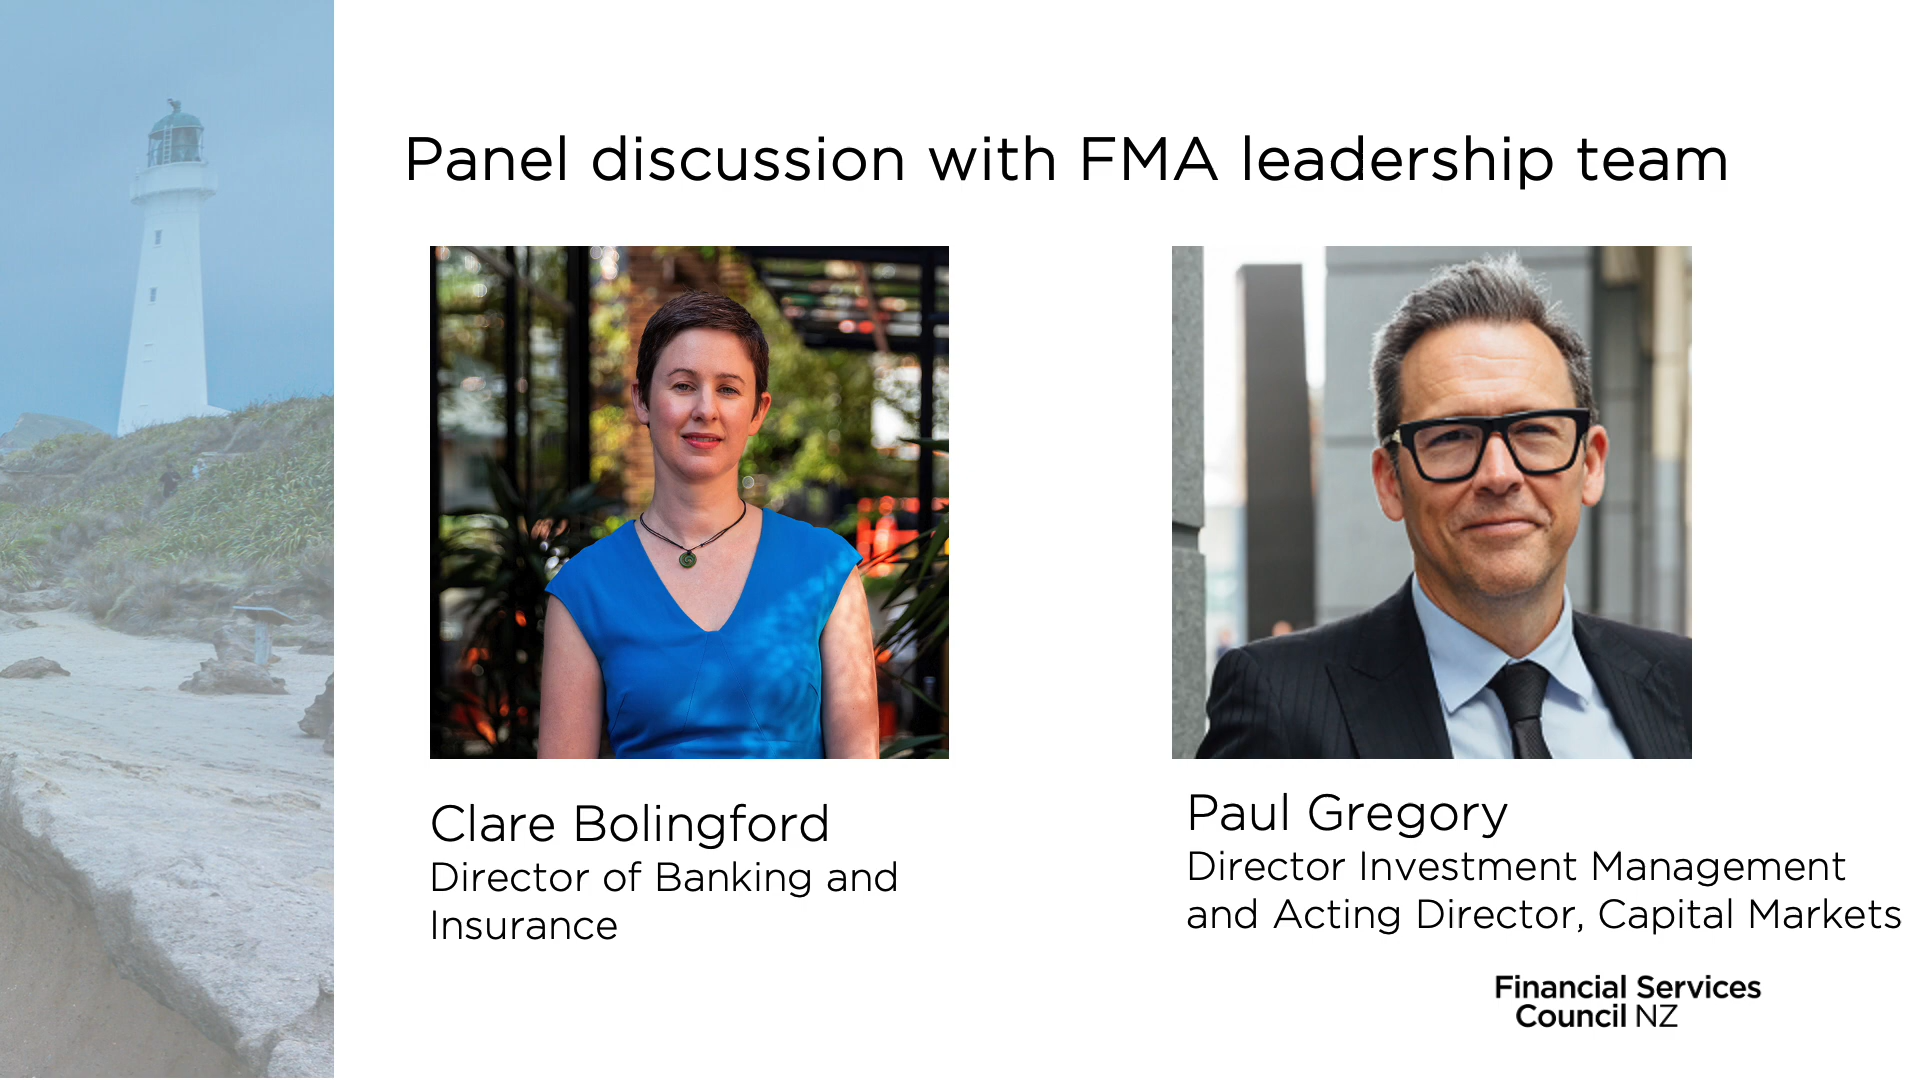 Panel discussion with FMA leadership team
Clare Bolingford
Director of Banking and
Insurance
Paul Gregory
Director Investment Management
and Acting Director, Capital Markets
Financial Services
Council NZ